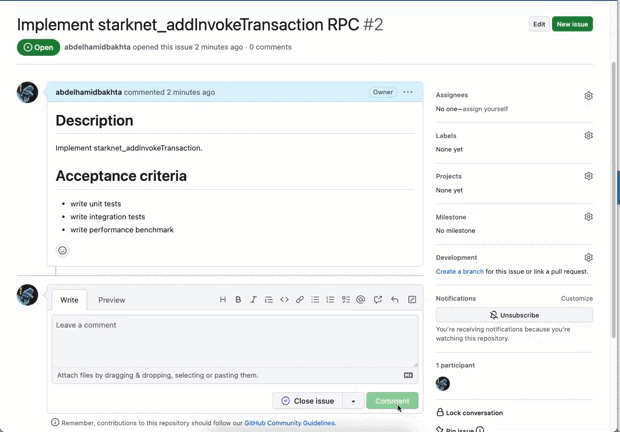 Implement starknet_addInvokeTransaction RPC #2
Edit
New issue
Open
abdelhamidbakhta opened this issue 2 minutes ago · 0 comments
abdelhamidbakhta commented 2 minutes ago
Owner
Description
Implement starknet_addInvokeTransaction.
Acceptance criteria
• write unit tests
• write integration tests
• write performance benchmark
Write
Preview
Leave a comment
Attach files by dragging & dropping, selecting or pasting them.
Close issue
Comment
Remember, contributions to this repository should follow our GitHub Community Guidelines.
Assignees
No one—assign yourself
Labels
None yet
Projects
None yet
Milestone
No milestone
Development
Create a branch for this issue or link a pull request.
Notifications
Customize
Unsubscribe
You're receiving notifications because you're
watching this repository.
1 participant
Lock conversation
Pin issue